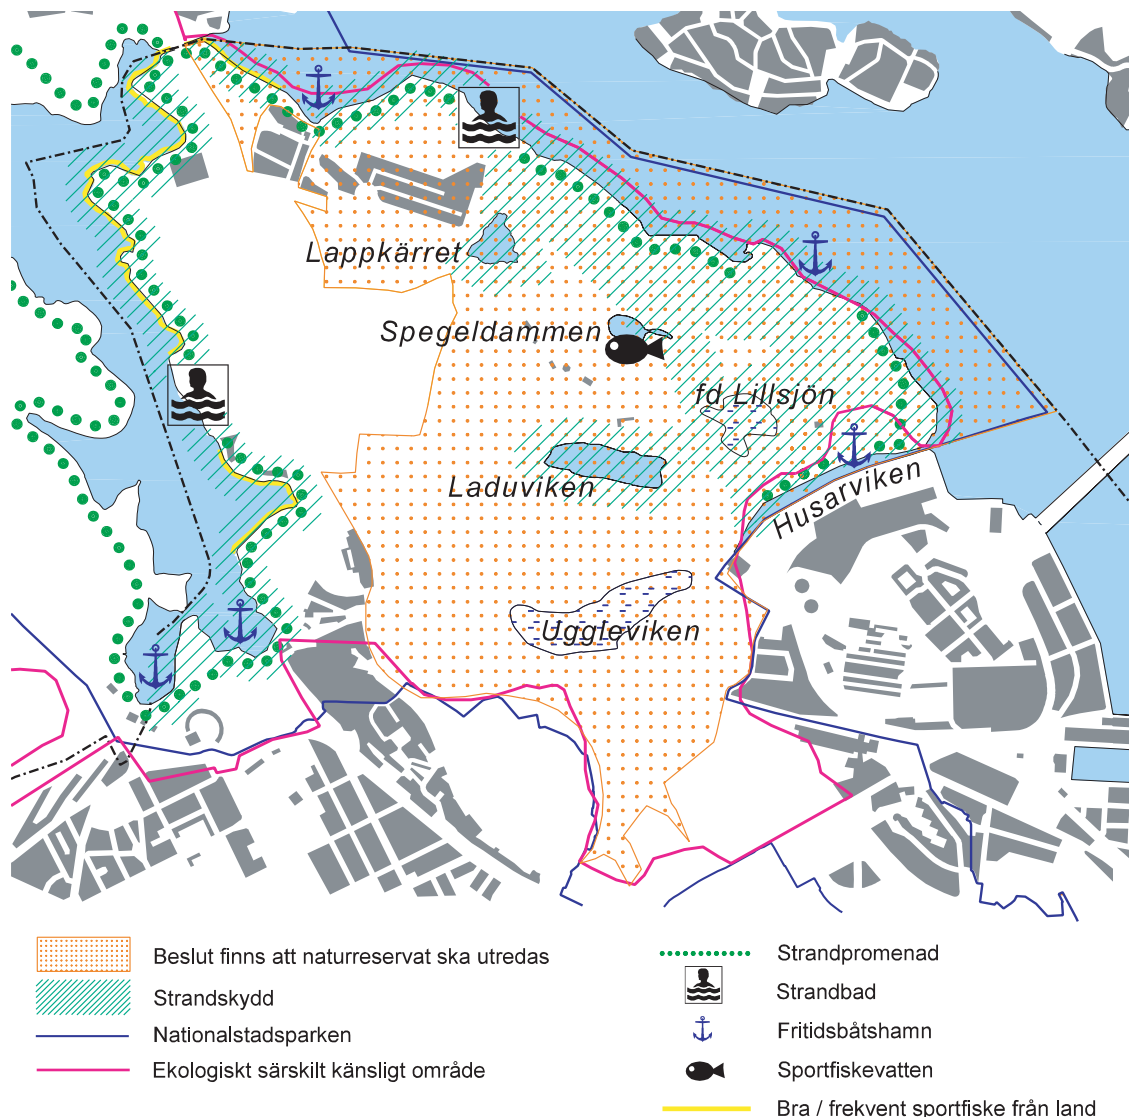 Lappkärret
Spegeldammen
fd Lillsjön
Laduviken
Husarviken
Uggleviken
Beslut finns att naturreservat ska utredas
Strandskydd
Nationalstadsparken
Ekologiskt särskilt känsligt område
Strandpromenad
Strandbad
Fritidsbåtshamn
Sportfiskevatten
Bra / frekvent sportfiske från land